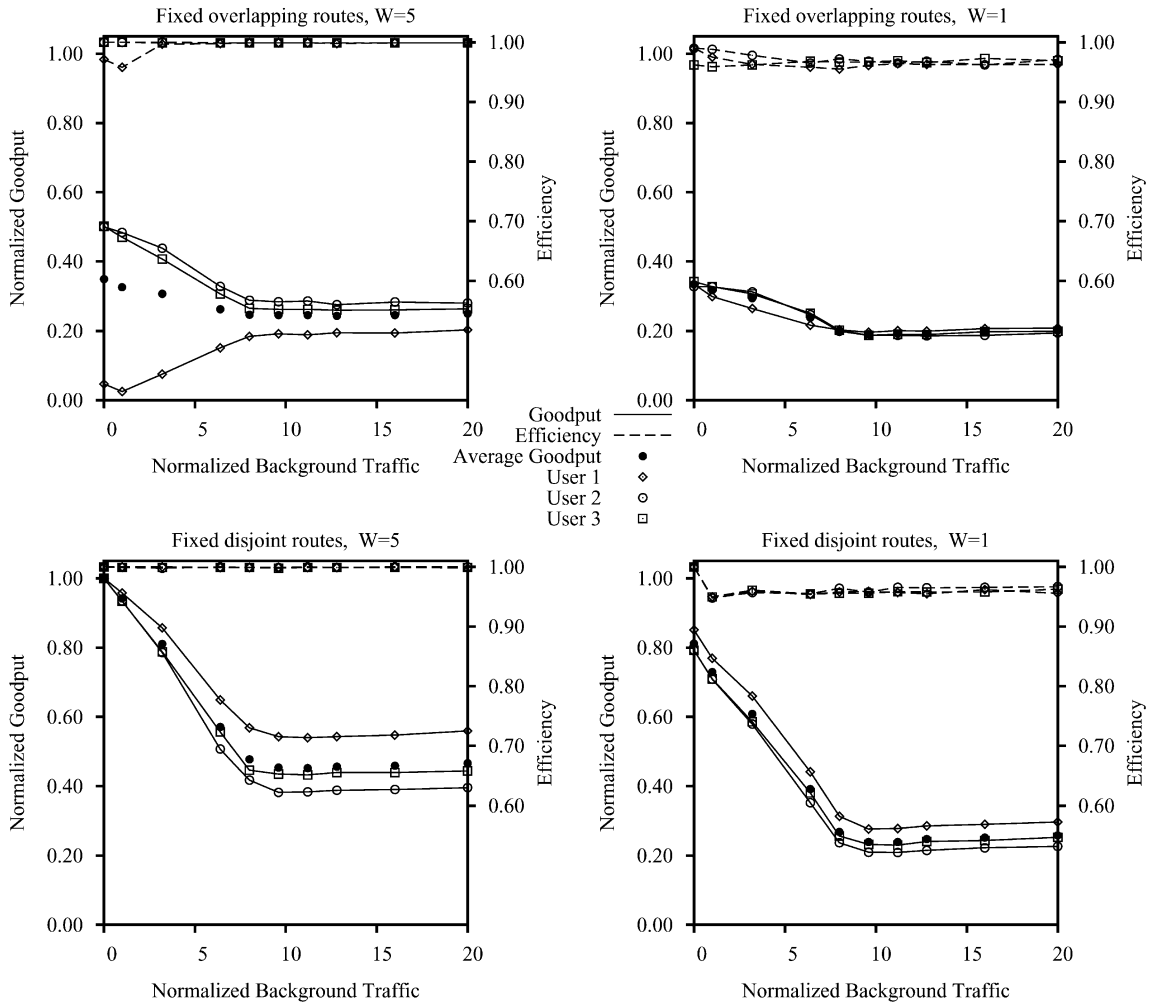 Fixed overlapping routes, W=5
1.00
0.80
0.60
0.40
0.20
0.00
Normalized Goodput
1.00
0.90
0.80
0.70
0.60
Efficiency
0 5 10 15 20
Normalized Background Traffic
Fixed overlapping routes, W=1
1.00
0.80
0.60
0.40
0.20
0.00
Normalized Goodput
1.00
0.90
0.80
0.70
0.60
Efficiency
0 5 10 15 20
Normalized Background Traffic
Goodput
Efficiency
Average Goodput
User 1
User 2
User 3
Fixed disjoint routes, W=5
1.00
0.80
0.60
0.40
0.20
0.00
Normalized Goodput
1.00
0.90
0.80
0.70
0.60
Efficiency
0 5 10 15 20
Normalized Background Traffic
Fixed disjoint routes, W=1
1.00
0.80
0.60
0.40
0.20
0.00
Normalized Goodput
1.00
0.90
0.80
0.70
0.60
Efficiency
0 5 10 15 20
Normalized Background Traffic